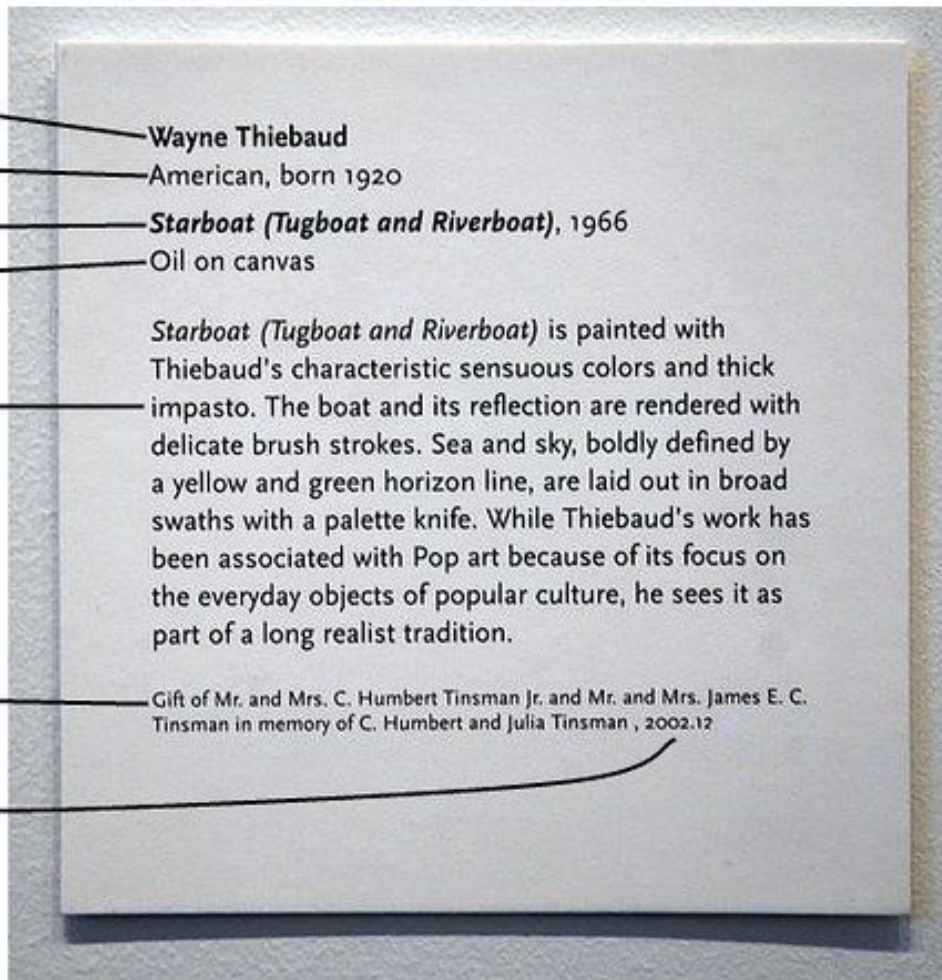 Wayne Thiebaud
American, born 1920
Starboat (Tugboat and Riverboat), 1966
Oil on canvas
Starboat (Tugboat and Riverboat) is painted with
Thiebaud's characteristic sensuous colors and thick
impasto. The boat and its reflection are rendered with
delicate brush strokes. Sea and sky, boldly defined by
a yellow and green horizon line, are laid out in broad
swaths with a palette knife. While Thiebaud's work has
been associated with Pop art because of its focus on
the everyday objects of popular culture, he sees it as
part of a long realist tradition.
Gift of Mr. and Mrs. C. Humbert Tinsman Jr. and Mr. and Mrs. James E. C.
Tinsman in memory of C. Humbert and Julia Tinsman , 2002.12